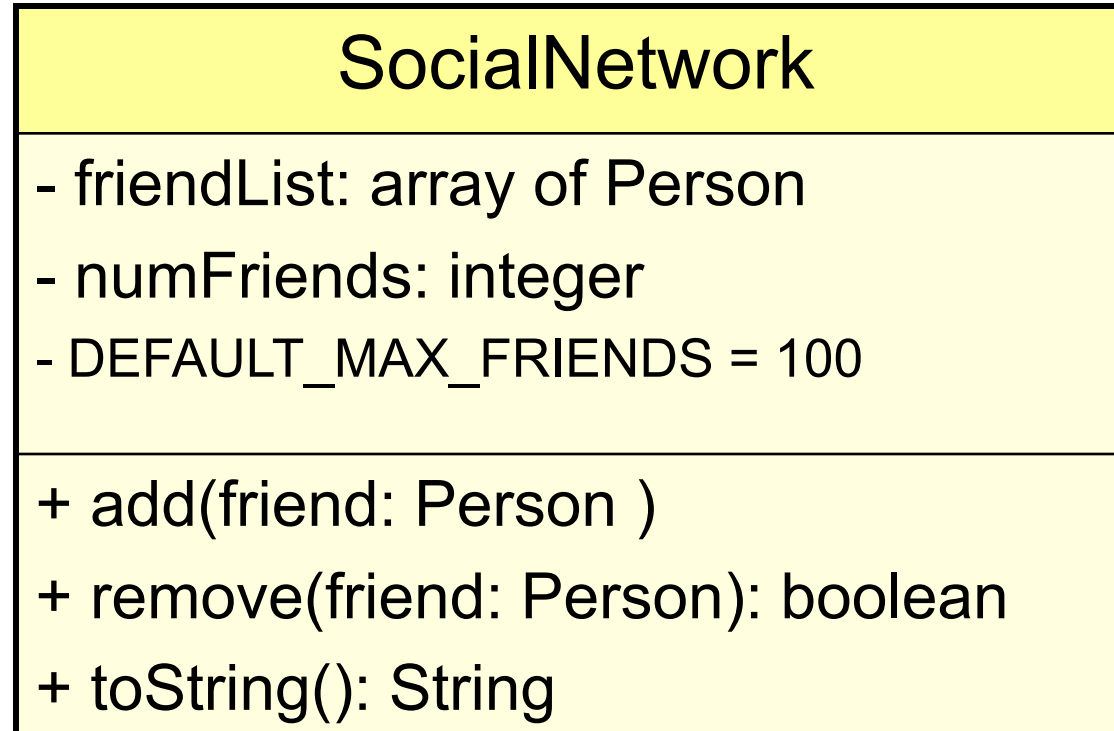 SocialNetwork
- friendList: array of Person
- numFriends: integer
- DEFAULT_MAX_FRIENDS = 100
+ add(friend: Person )
+ remove(friend: Person): boolean
+ toString(): String